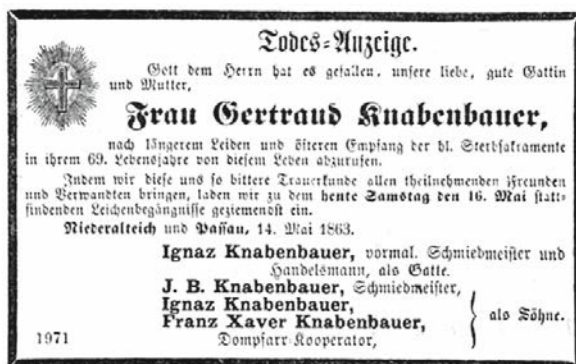 Todes-Anzeige.
Gott dem Herrn hat es gefallen, unsere liebe, gute Gattin
und Mutter,
Frau Gertraud Knabenbauer,
nach längerem Leiden und öfteren Empfang der hl. Sterbsakramente
in ihrem 69. Lebensjahre von diesem Leben abzurufen.
Indem wir diese uns so bittere Trauerkunde allen theilnehmenden Freunden
und Verwandten bringen, laden wir zu dem heute Samstag den 16. Mai statt-
findenden Leichenbegängnisse geziemendst ein.
Niederalteich und Passau, 14. Mai 1863.
Ignaz Knabenbauer, vormal. Schmiedmeister und
Handelsmann, als Gatte.
J. B. Knabenbauer, Schmiedmeister,
Ignaz Knabenbauer,
Franz Xaver Knabenbauer,
Dompfarr-Kooperator,
als Söhne.
1971